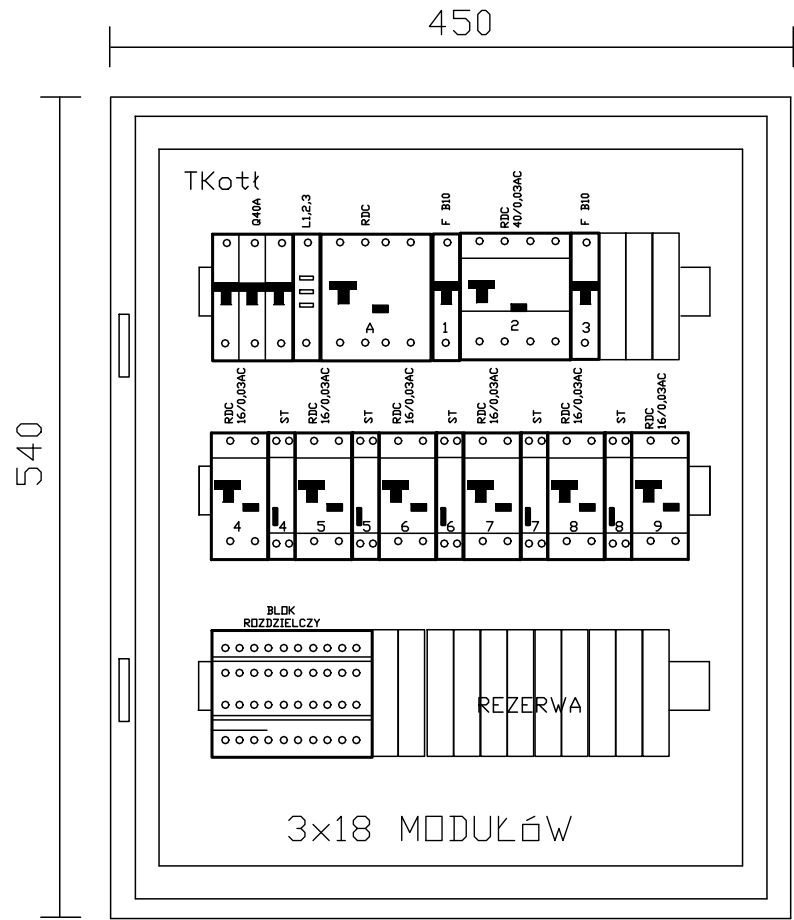 450
540
TKotł
Q40A
L1,2,3
RDC
F B10
RDC
40/0,03AC
F B10
A
1
2
3
RDC
16/0,03AC
ST
RDC
16/0,03AC
ST
RDC
16/0,03AC
ST
RDC
16/0,03AC
ST
RDC
16/0,03AC
ST
RDC
16/0,03AC
4
4
5
5
6
6
7
7
8
8
9
BLOK
ROZDZIELCZY
REZERWA
3x18 MODUŁóW